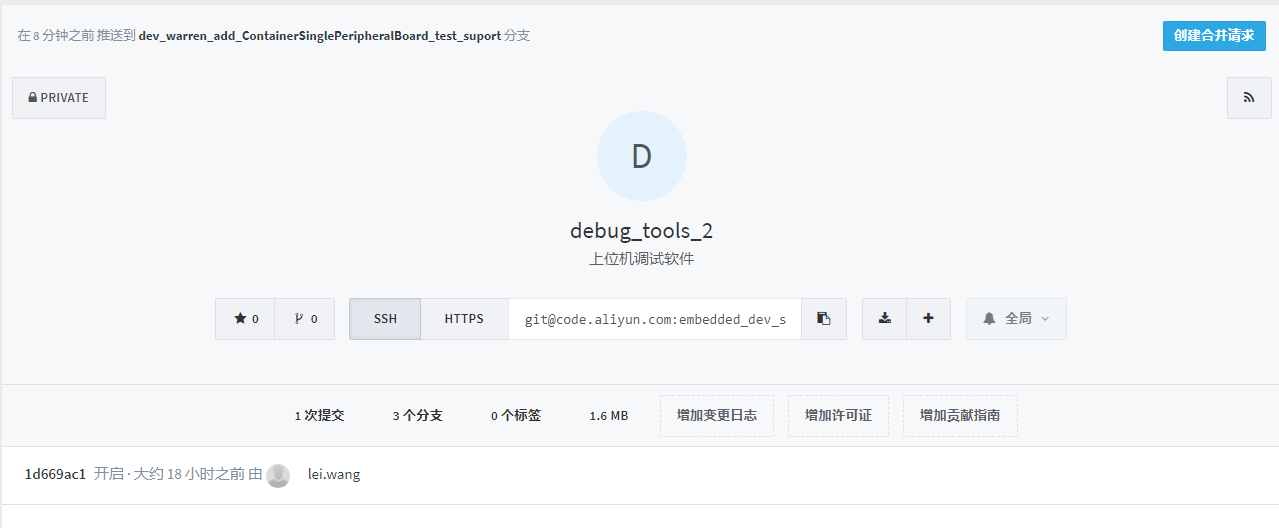 在 8 分钟之前 推送到 dev_warren_add_ContainerSinglePeripheralBoard_test_suport 分支
创建合并请求
PRIVATE
D
debug_tools_2
上位机调试软件
0 0 SSH HTTPS git@code.aliyun.com:embedded_dev_s 全局
1 次提交 3 个分支 0 个标签 1.6 MB 增加变更日志 增加许可证 增加贡献指南
1d669ac1 开启 · 大约 18 小时之前 由 lei.wang